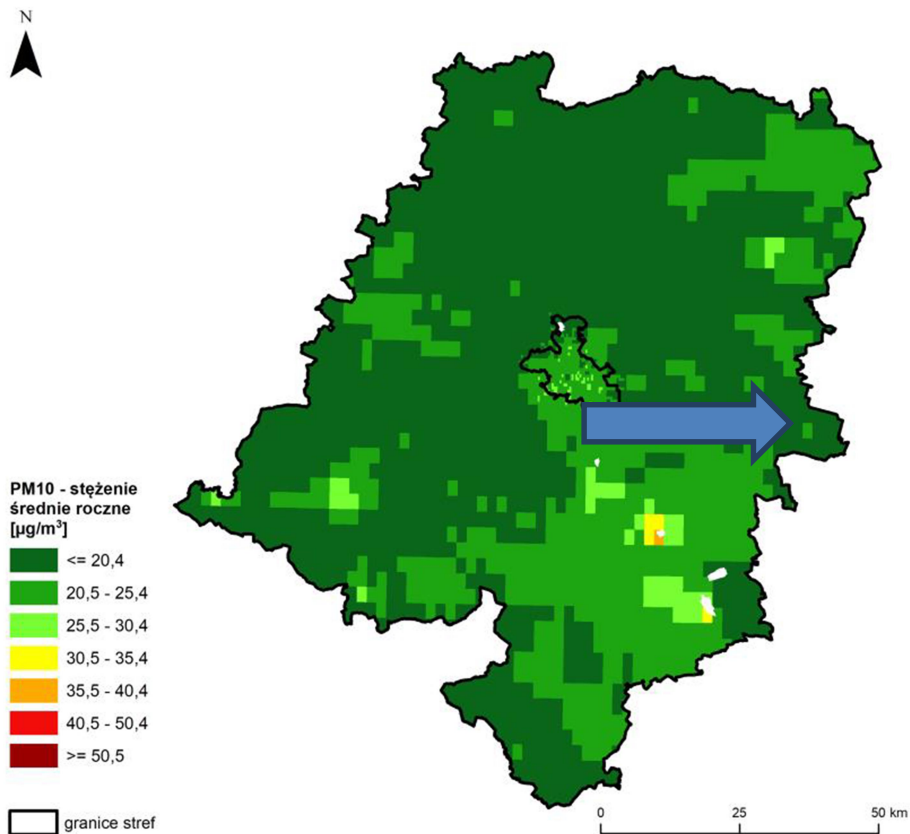 N
PM10 - stężenie
średnie roczne
[µg/m³]
<= 20,4
20,5 - 25,4
25,5 - 30,4
30,5 - 35,4
35,5 - 40,4
40,5 - 50,4
>= 50,5
granice stref
0 25 50 km